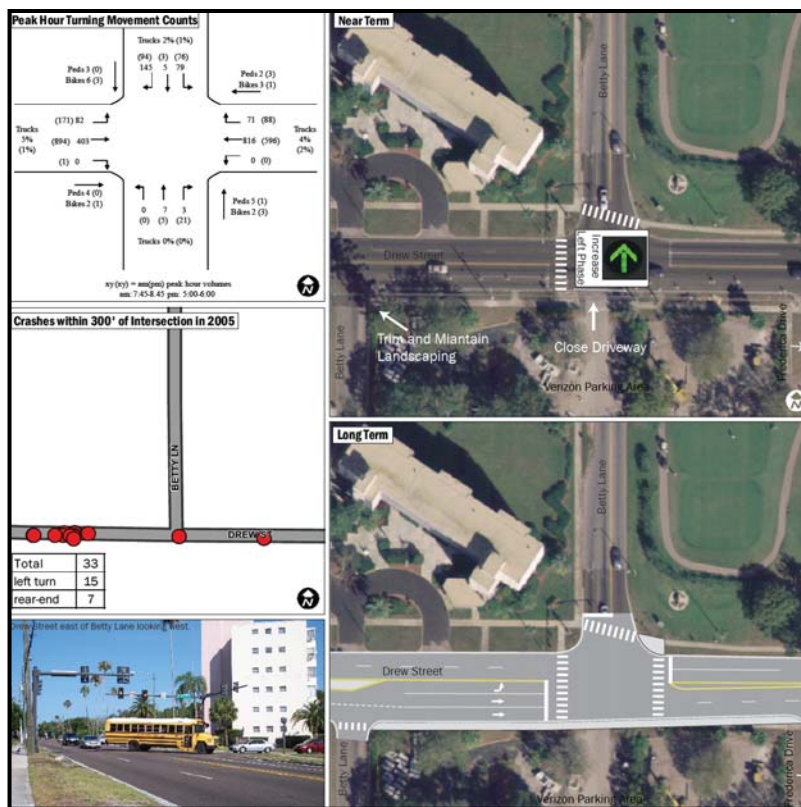 Peak Hour Turning Movement Counts
Trucks 2% (1%)
(94) (3) (76)
145 5 79
Peds 3 (0)
Bikes 6 (3)
Peds 2 (3)
Bikes 3 (1)
(171) 82
71 (88)
Trucks
5%
(1%)
(894) 403
816 (596)
Trucks
4%
(2%)
(1) 0
0 (0)
Peds 4 (0)
Bikes 2 (1)
0 7 3
(0) (5) (21)
Peds 5 (1)
Bikes 2 (3)
Trucks 0% (0%)
xy (xy) = am(pm) peak hour volumes
am: 7:45-8.45 pm: 5:00-6:00
N
Crashes within 300' of Intersection in 2005
BETTY LN
DREW ST
Total 33
left turn 15
rear-end 7
N
Drew Street east of Betty Lane looking west.
Near Term
Betty Lane
Drew Street
Increase
Left Phase
Betty Lane
Trim and Miantain
Landscaping
Close Driveway
Verizon Parking Area
Frederica Drive
N
Long Term
Betty Lane
Drew Street
Betty Lane
Verizon Parking Area
Frederica Drive
N